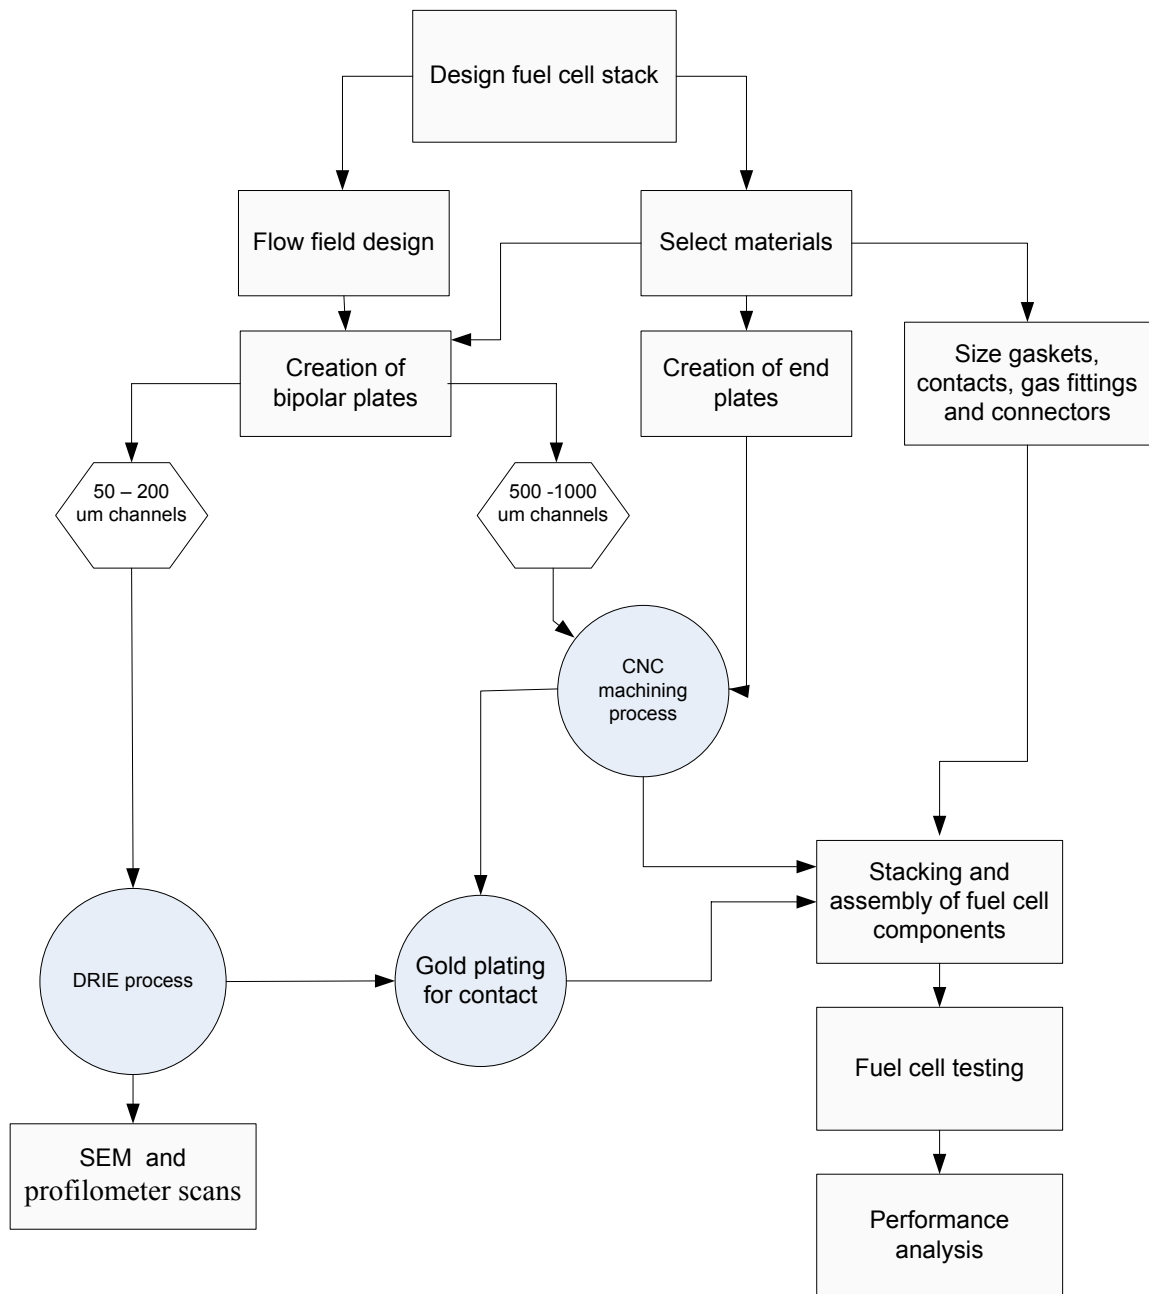 Design fuel cell stack
Flow field design
Select materials
Creation of
bipolar plates
Creation of end
plates
Size gaskets,
contacts, gas fittings
and connectors
50 – 200
um channels
500 -1000
um channels
CNC
machining
process
Stacking and
assembly of fuel cell
components
DRIE process
Gold plating
for contact
Fuel cell testing
SEM and
profilometer scans
Performance
analysis